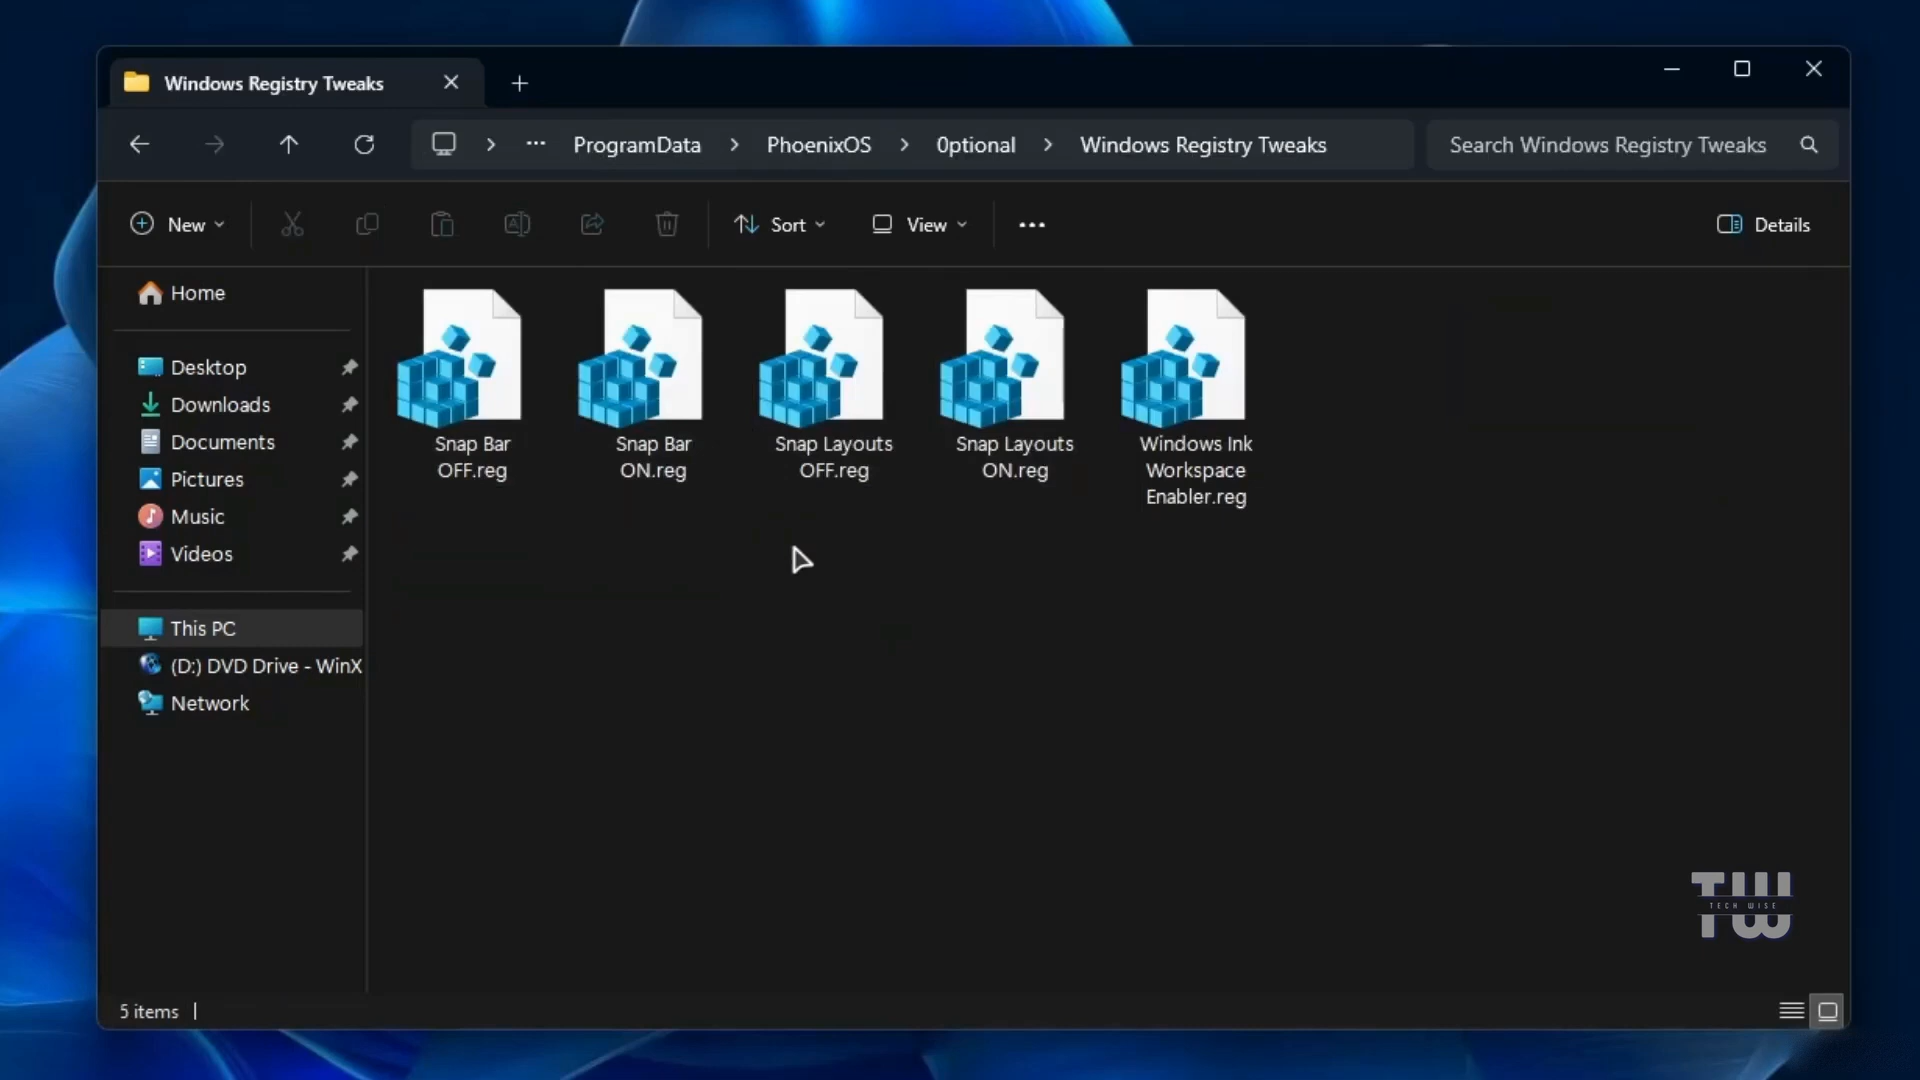 Windows Registry Tweaks
ProgramData PhoenixOS 0ptional Windows Registry Tweaks
Search Windows Registry Tweaks
New
Sort
View
Details
Home
Desktop
Downloads
Documents
Pictures
Music
Videos
This PC
(D:) DVD Drive - WinX
Network
Snap Bar
OFF.reg
Snap Bar
ON.reg
Snap Layouts
OFF.reg
Snap Layouts
ON.reg
Windows Ink
Workspace
Enabler.reg
TW
TECH WISE
5 items